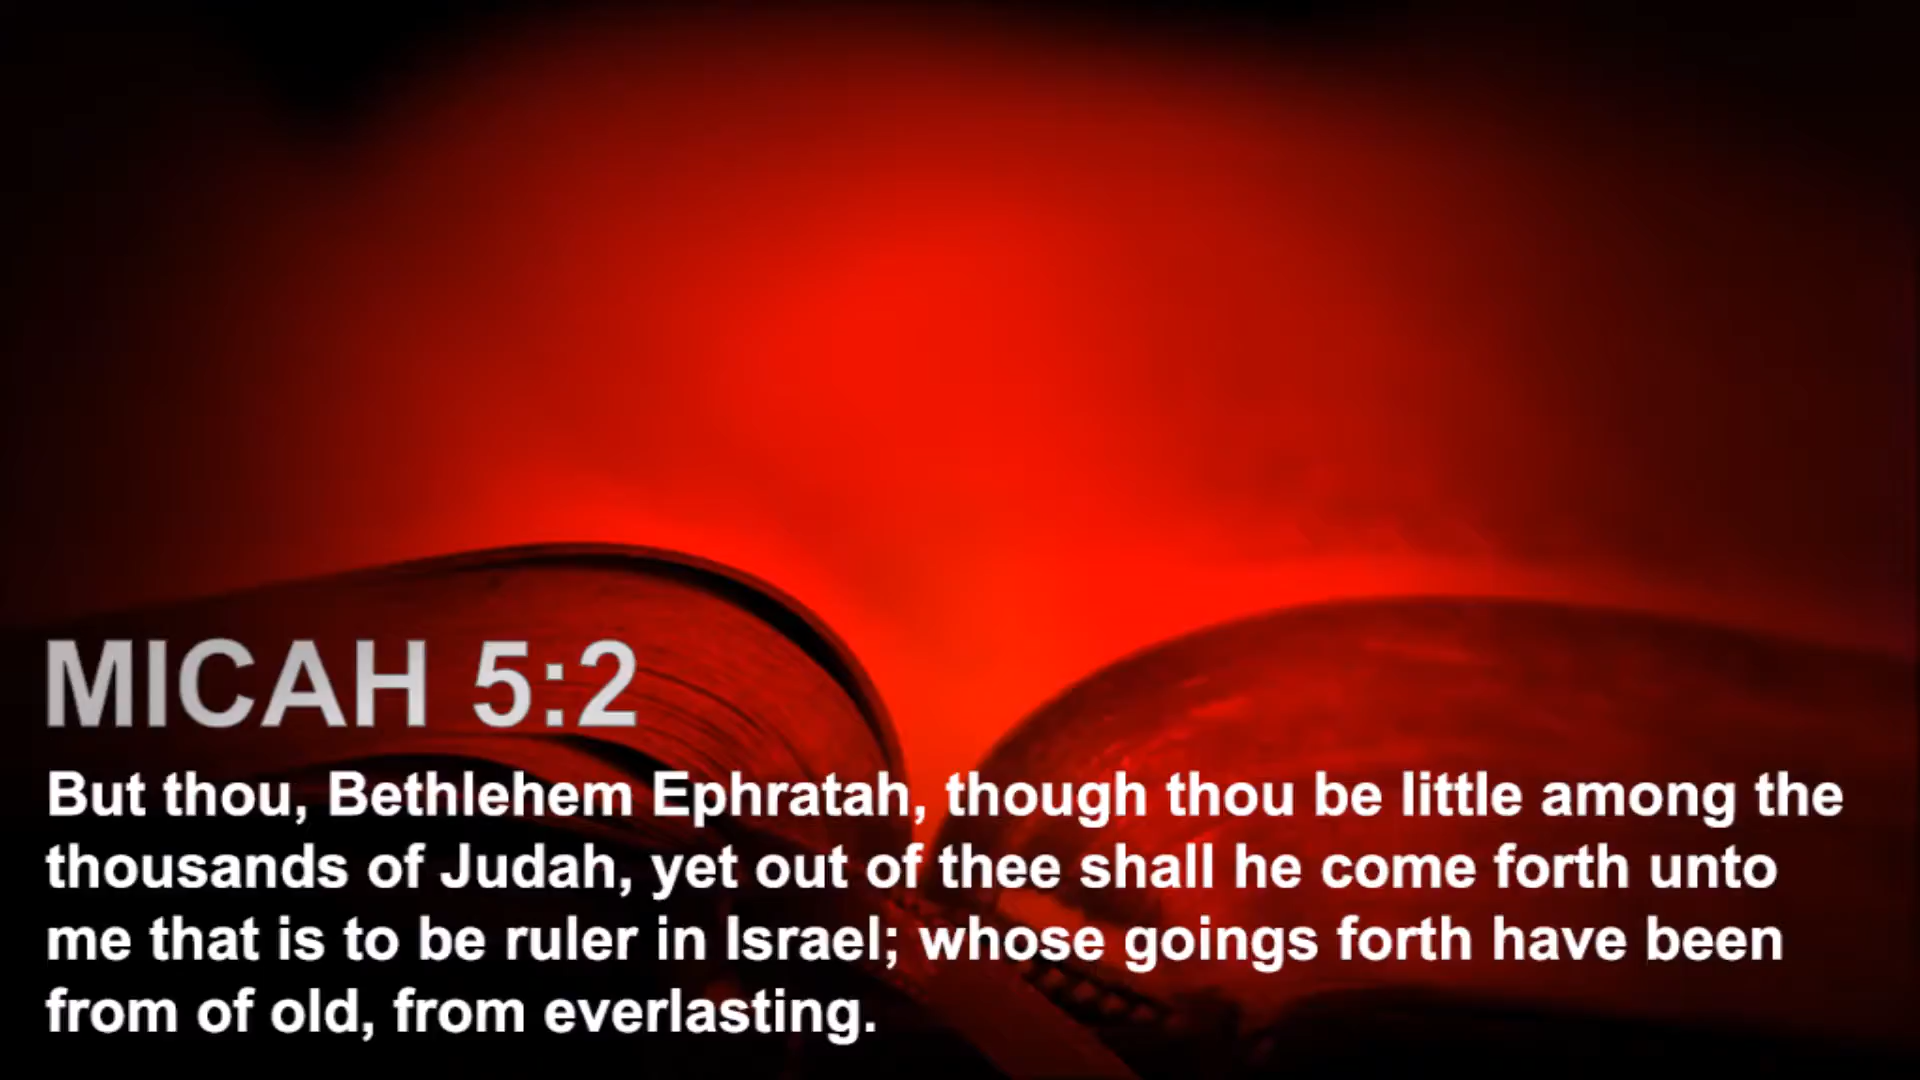 MICAH 5:2
But thou, Bethlehem Ephratah, though thou be little among the
thousands of Judah, yet out of thee shall he come forth unto
me that is to be ruler in Israel; whose goings forth have been
from of old, from everlasting.